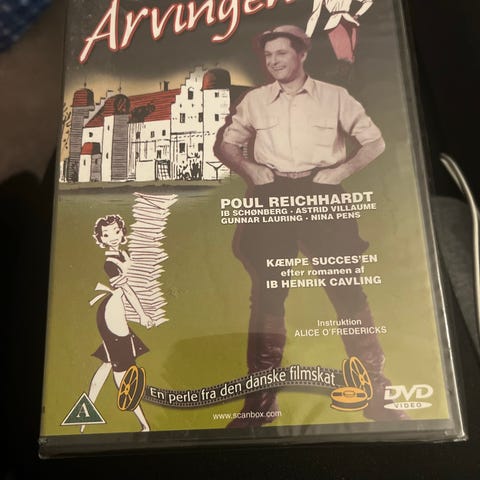 Arvingen
POUL REICHHARDT
IB SCHØNBERG · ASTRID VILLAUME
GUNNAR LAURING · NINA PENS
KÆMPE SUCCES'EN
efter romanen af
IB HENRIK CAVLING
Instruktion
ALICE O'FREDERICKS
En perle fra den danske filmskat
A
www.scanbox.com
DVD
VIDEO